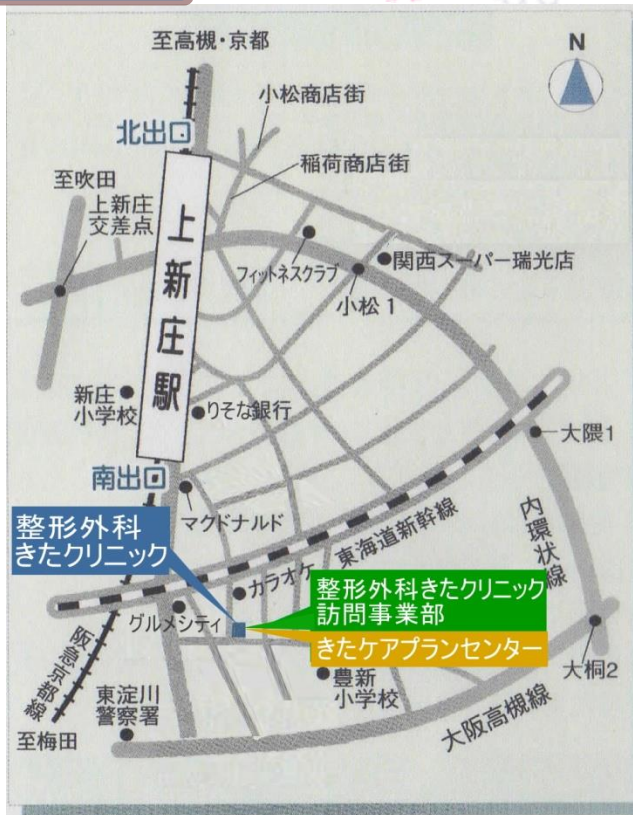 至高槻・京都
N
小松商店街
北出口
稲荷商店街
至吹田
上新庄
交差点
上新庄駅
フィットネスクラブ
関西スーパー瑞光店
小松1
新庄
小学校
りそな銀行
大隈1
南出口
マクドナルド
整形外科
きたクリニック
東海道新幹線
内環状線
カラオケ
整形外科きたクリニック
訪問事業部
グルメシティ
きたケアプランセンター
阪急京都線
大桐2
豊新
小学校
東淀川
警察署
大阪高槻線
至梅田